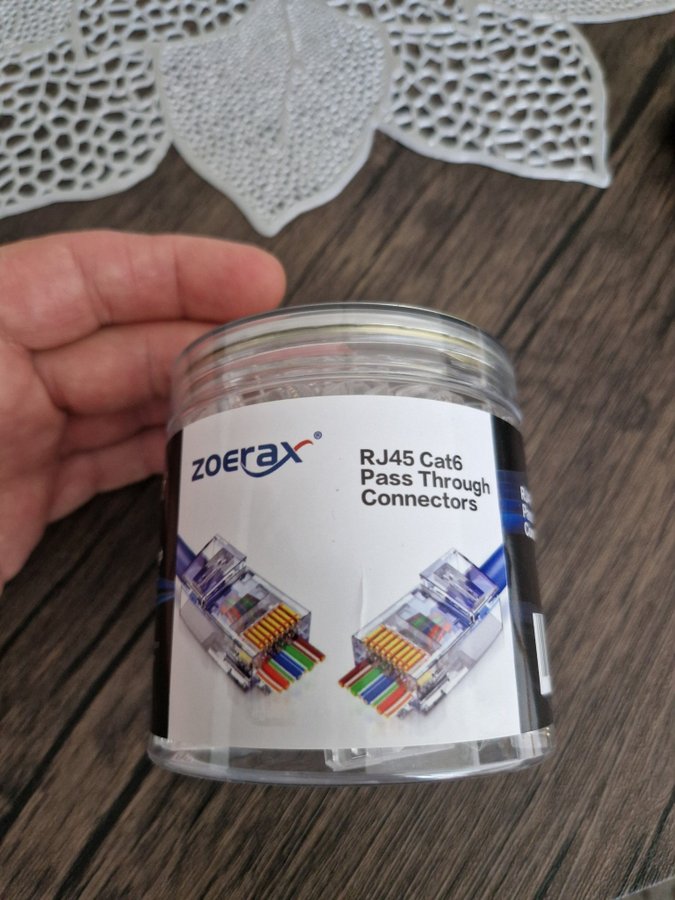 zoerax®
RJ45 Cat6
Pass Through
Connectors